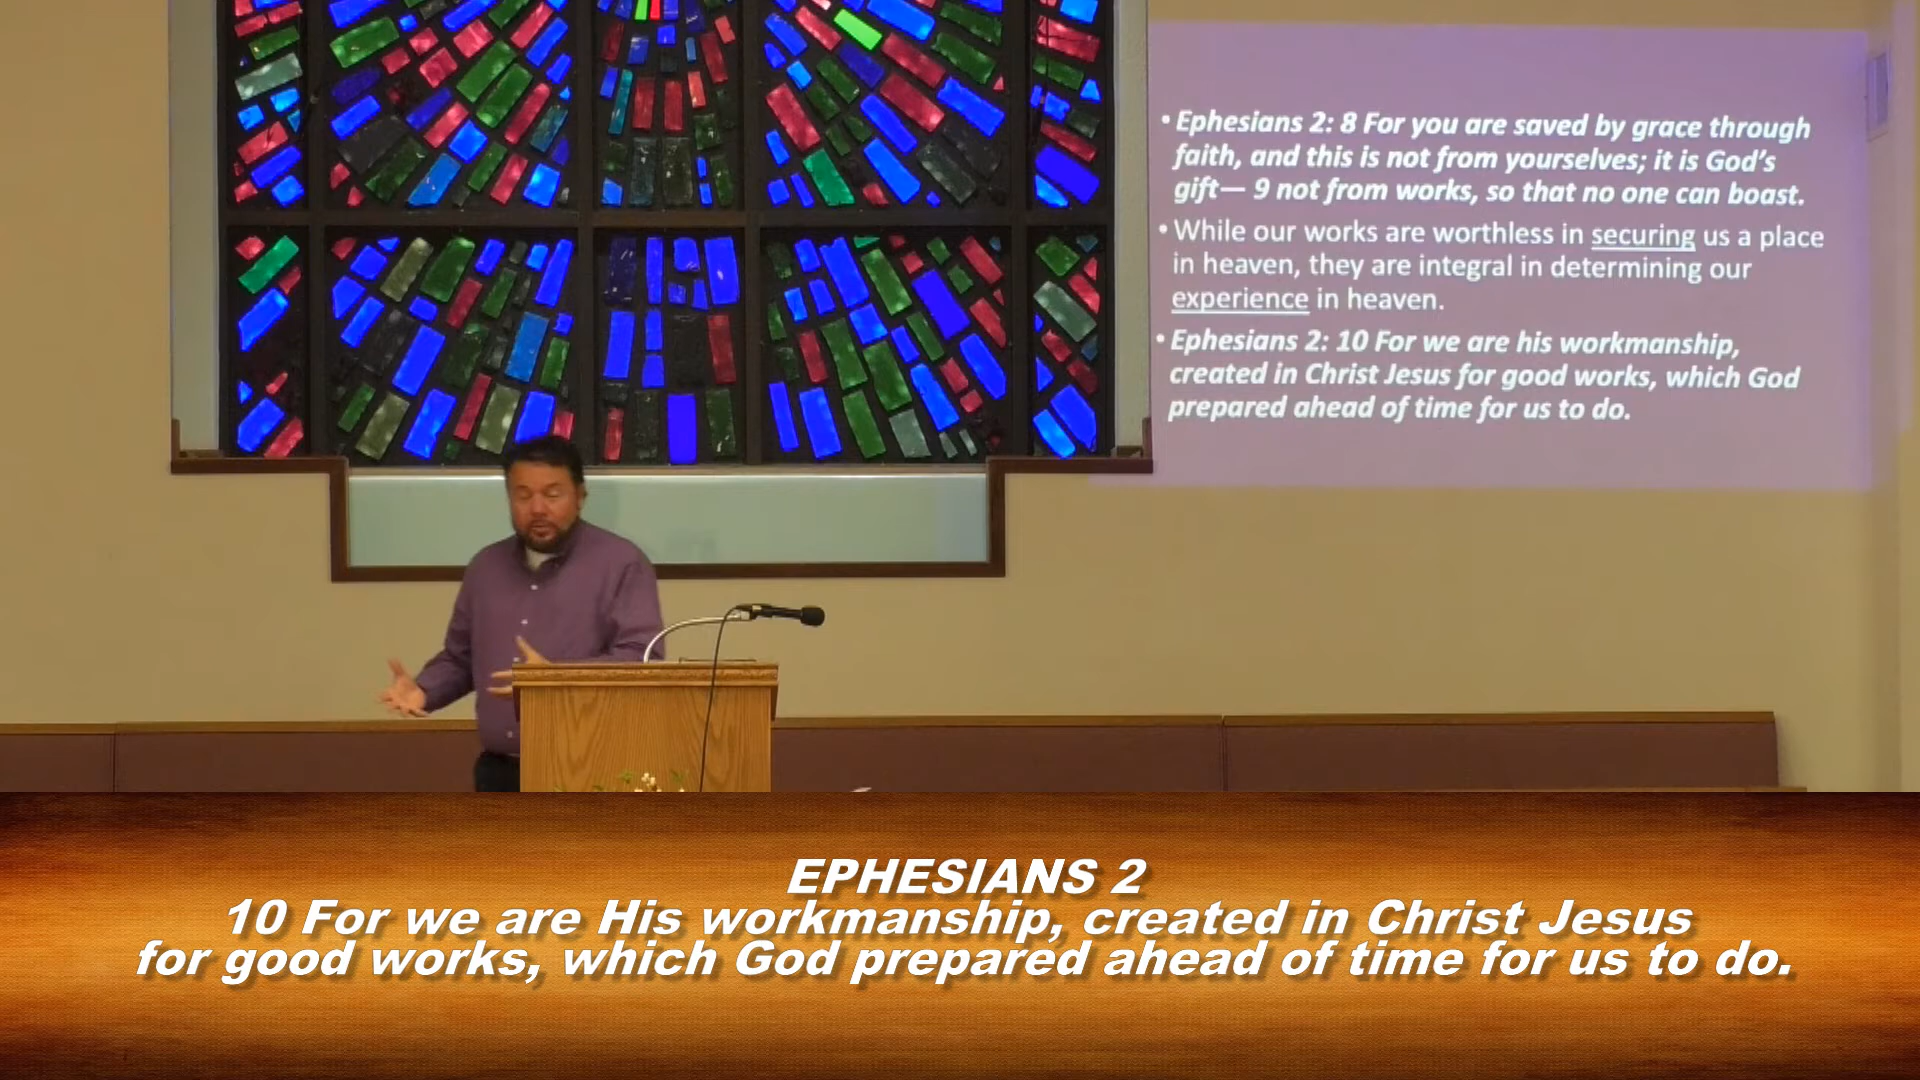 • Ephesians 2: 8 For you are saved by grace through
faith, and this is not from yourselves; it is God's
gift— 9 not from works, so that no one can boast.
• While our works are worthless in securing us a place
in heaven, they are integral in determining our
experience in heaven.
• Ephesians 2: 10 For we are his workmanship,
created in Christ Jesus for good works, which God
prepared ahead of time for us to do.
EPHESIANS 2
10 For we are His workmanship, created in Christ Jesus
for good works, which God prepared ahead of time for us to do.